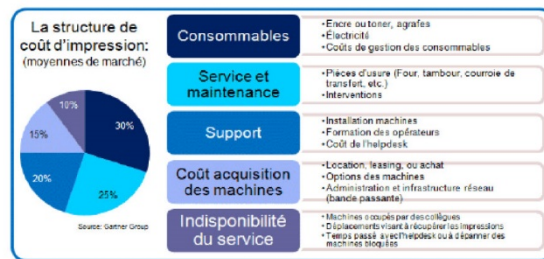 La structure de
coût d'impression:
(moyennes de marché)
10%
30%
15%
20%
25%
Source: Gartner Group
Consommables
•Encre ou toner, agrafes
•Électricité
•Coûts de gestion des consommables
Service et
maintenance
•Pièces d'usure (Four, tambour, courroie de
transfert, etc.)
•Interventions
Support
•Installation machines
•Formation des opérateurs
•Coût de l'helpdesk
Coût acquisition
des machines
•Location, leasing, ou achat
•Options des machines
•Administration et infrastructure réseau
(bande passante)
Indisponibilité
du service
•Machines occupés par des collègues
•Déplacements visant à récupérer les impressions
•Temps passé avec l'helpdesk ou à dépanner des
machines bloquées